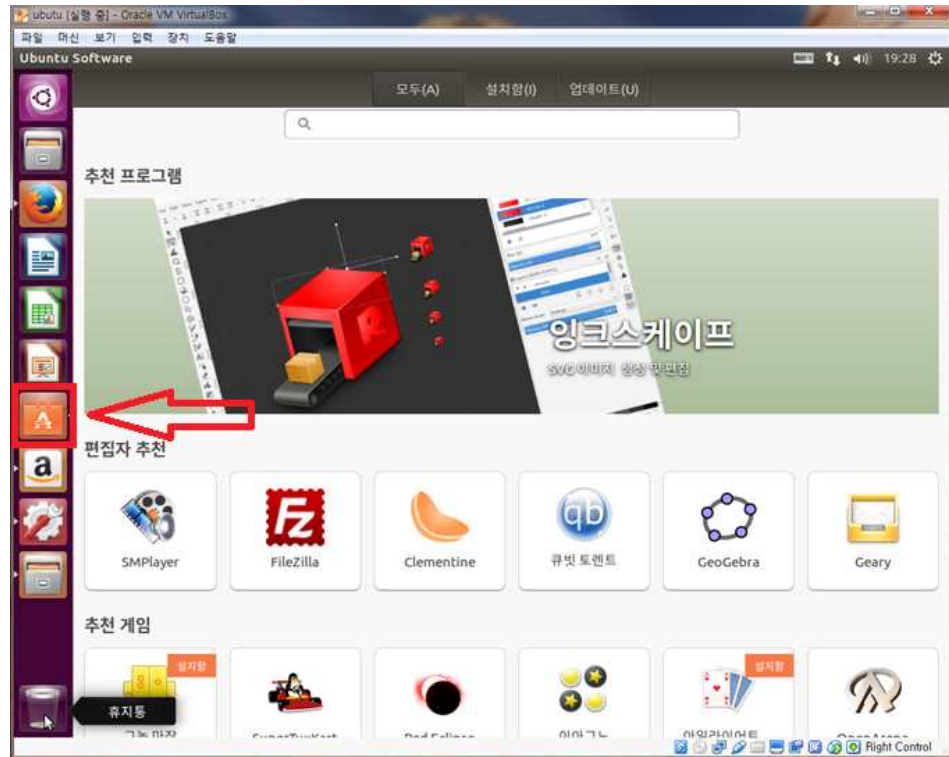 ubutu [실행 중] - Oracle VM VirtualBox
파일 머신 보기 입력 장치 도움말
Ubuntu Software
19:28
모두(A) 설치함(I) 업데이트(U)
추천 프로그램
잉크스케이프
SVG 이미지 생성 및 편집
편집자 추천
SMPlayer FileZilla Clementine 큐빗 토렌트 GeoGebra Geary
추천 게임
설치함 설치함
휴지통
Right Control